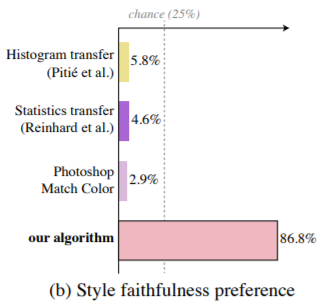 chance (25%)
Histogram transfer
(Pitié et al.)
5.8%
Statistics transfer
(Reinhard et al.)
4.6%
Photoshop
Match Color
2.9%
our algorithm
86.8%
(b) Style faithfulness preference